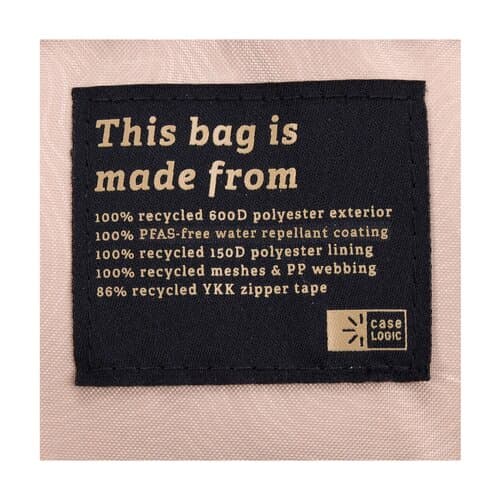 This bag is
made from
100% recycled 600D polyester exterior
100% PFAS-free water repellant coating
100% recycled 150D polyester lining
100% recycled meshes & PP webbing
86% recycled YKK zipper tape
case
LOGIC